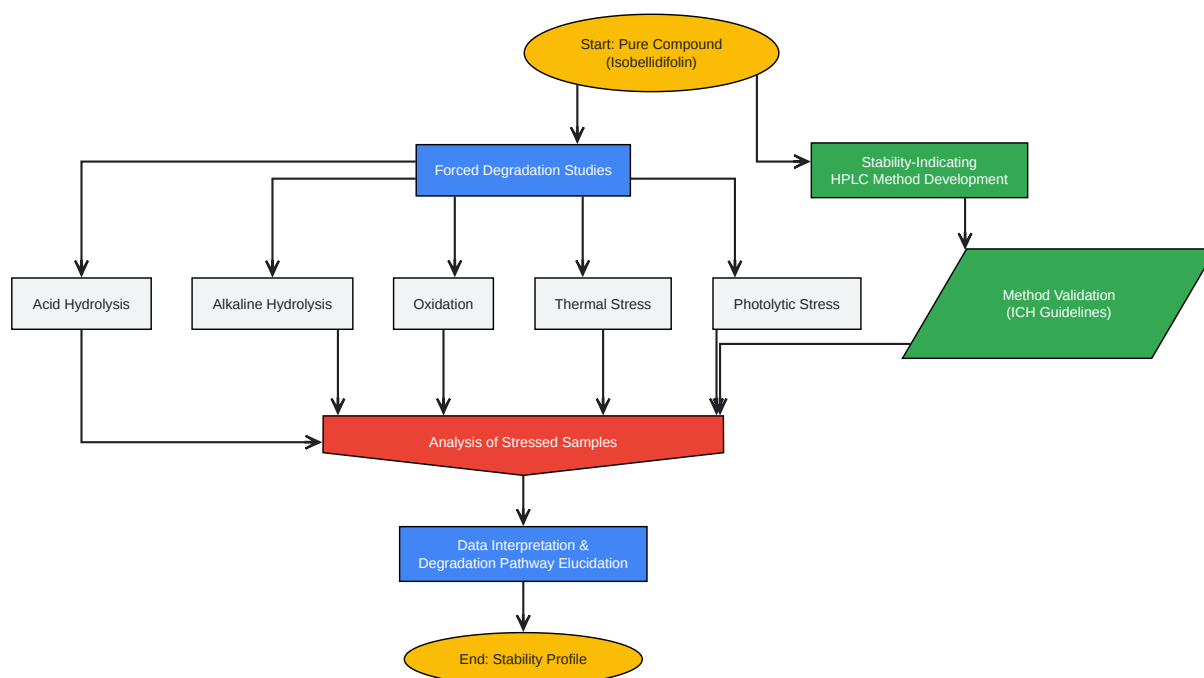 Start: Pure Compound
(Isobellidifolin)
Forced Degradation Studies
Stability-Indicating
HPLC Method Development
Acid Hydrolysis
Alkaline Hydrolysis
Oxidation
Thermal Stress
Photolytic Stress
Method Validation
(ICH Guidelines)
Analysis of Stressed Samples
Data Interpretation &
Degradation Pathway Elucidation
End: Stability Profile